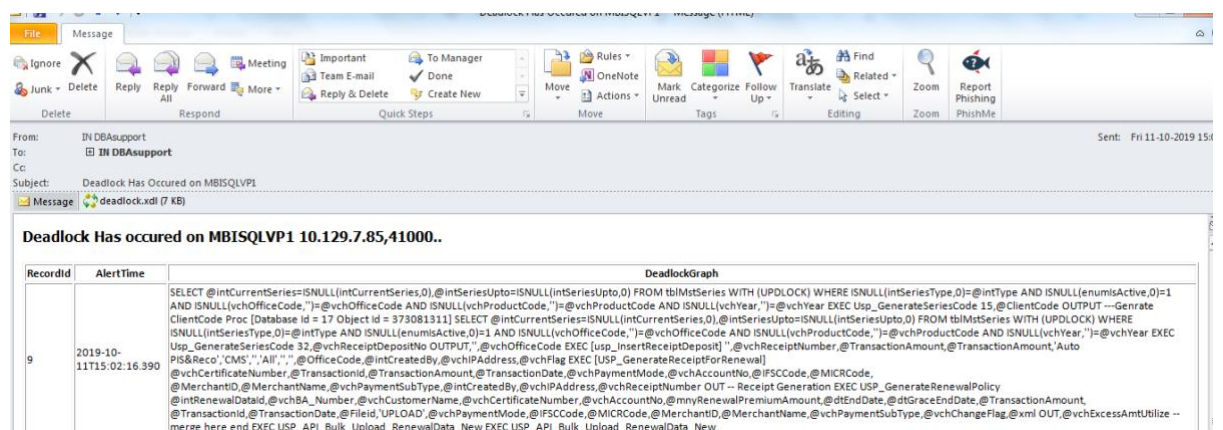 Deadlock Has Occured on MBISQLVP1 - Message (HTML)
File Message
Ignore
Junk
Delete
Reply
Reply All
Forward
Meeting
More
Important
Team E-mail
Reply & Delete
To Manager
Done
Create New
Move
Rules
OneNote
Actions
Mark Unread
Categorize
Follow Up
Translate
Find
Related
Select
Zoom
Report Phishing
Delete Respond Quick Steps Move Tags Editing Zoom PhishMe
From: IN DBAsupport Sent: Fri 11-10-2019 15:0
To: IN DBAsupport
Cc:
Subject: Deadlock Has Occured on MBISQLVP1
Message deadlock.xdl (7 KB)
Deadlock Has occured on MBISQLVP1 10.129.7.85,41000..
RecordId AlertTime DeadlockGraph
9 2019-10-11T15:02:16.390
SELECT @intCurrentSeries=ISNULL(intCurrentSeries,0),@intSeriesUpto=ISNULL(intSeriesUpto,0) FROM tblMstSeries WITH (UPDLOCK) WHERE ISNULL(intSeriesType,0)=@intType AND ISNULL(enumIsActive,0)=1
AND ISNULL(vchOfficeCode,'')=@vchOfficeCode AND ISNULL(vchProductCode,'')=@vchProductCode AND ISNULL(vchYear,'')=@vchYear EXEC Usp_GenerateSeriesCode 15,@ClientCode OUTPUT ---Genrate
ClientCode Proc [Database Id = 17 Object Id = 373081311] SELECT @intCurrentSeries=ISNULL(intCurrentSeries,0),@intSeriesUpto=ISNULL(intSeriesUpto,0) FROM tblMstSeries WITH (UPDLOCK) WHERE
ISNULL(intSeriesType,0)=@intType AND ISNULL(enumIsActive,0)=1 AND ISNULL(vchOfficeCode,'')=@vchOfficeCode AND ISNULL(vchProductCode,'')=@vchProductCode AND ISNULL(vchYear,'')=@vchYear EXEC
Usp_GenerateSeriesCode 32,@vchReceiptDepositNo OUTPUT,'',@vchOfficeCode EXEC [usp_InsertReceiptDeposit] '',@vchReceiptNumber,@TransactionAmount,@TransactionAmount,'Auto
PIS&Reco','CMS','','All','','',@OfficeCode,@intCreatedBy,@vchIPAddress,@vchFlag EXEC [USP_GenerateReceiptForRenewal]
@vchCertificateNumber,@TransactionId,@TransactionAmount,@TransactionDate,@vchPaymentMode,@vchAccountNo,@IFSCCode,@MICRCode,
@MerchantID,@MerchantName,@vchPaymentSubType,@intCreatedBy,@vchIPAddress,@vchReceiptNumber OUT -- Receipt Generation EXEC USP_GenerateRenewalPolicy
@intRenewalDataId,@vchBA_Number,@vchCustomerName,@vchCertificateNumber,@vchAccountNo,@mnyRenewalPremiumAmount,@dtEndDate,@dtGraceEndDate,@TransactionAmount,
@TransactionId,@TransactionDate,@Fileid,'UPLOAD',@vchPaymentMode,@IFSCCode,@MICRCode,@MerchantID,@MerchantName,@vchPaymentSubType,@vchChangeFlag,@xml OUT,@vchExcessAmtUtilize --
merge here end EXEC USP_API_Bulk_Upload_RenewalData_New EXEC USP_API_Bulk_Upload_RenewalData_New